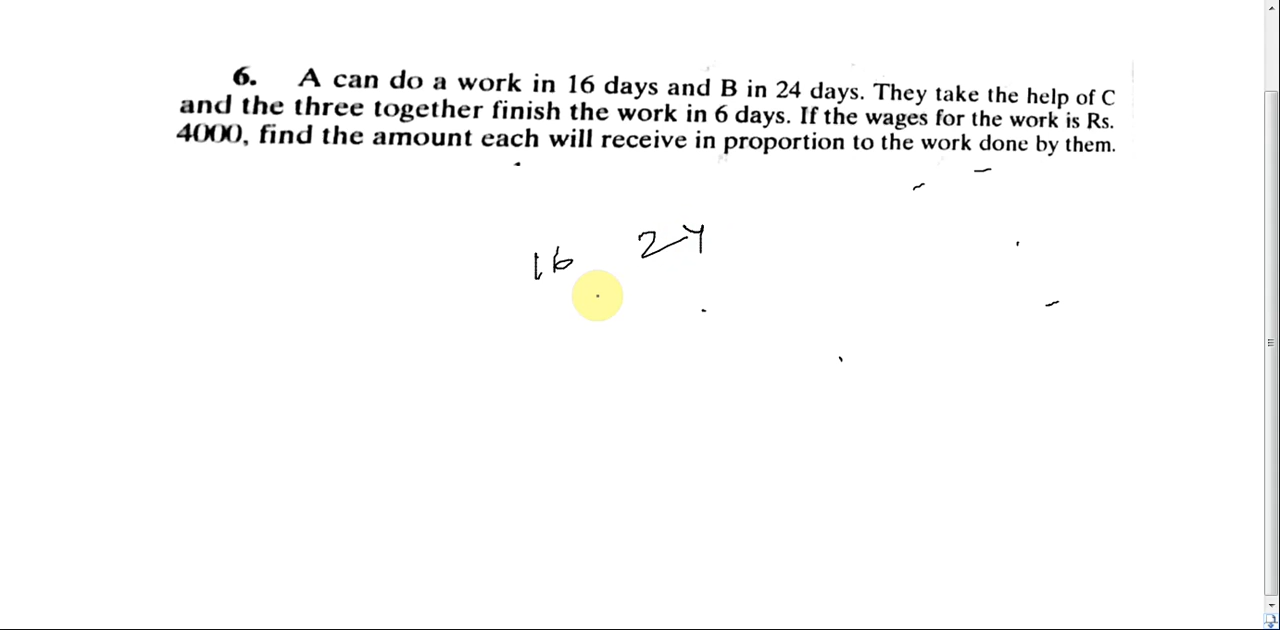 6. A can do a work in 16 days and B in 24 days. They take the help of C
and the three together finish the work in 6 days. If the wages for the work is Rs.
4000, find the amount each will receive in proportion to the work done by them.
16 24